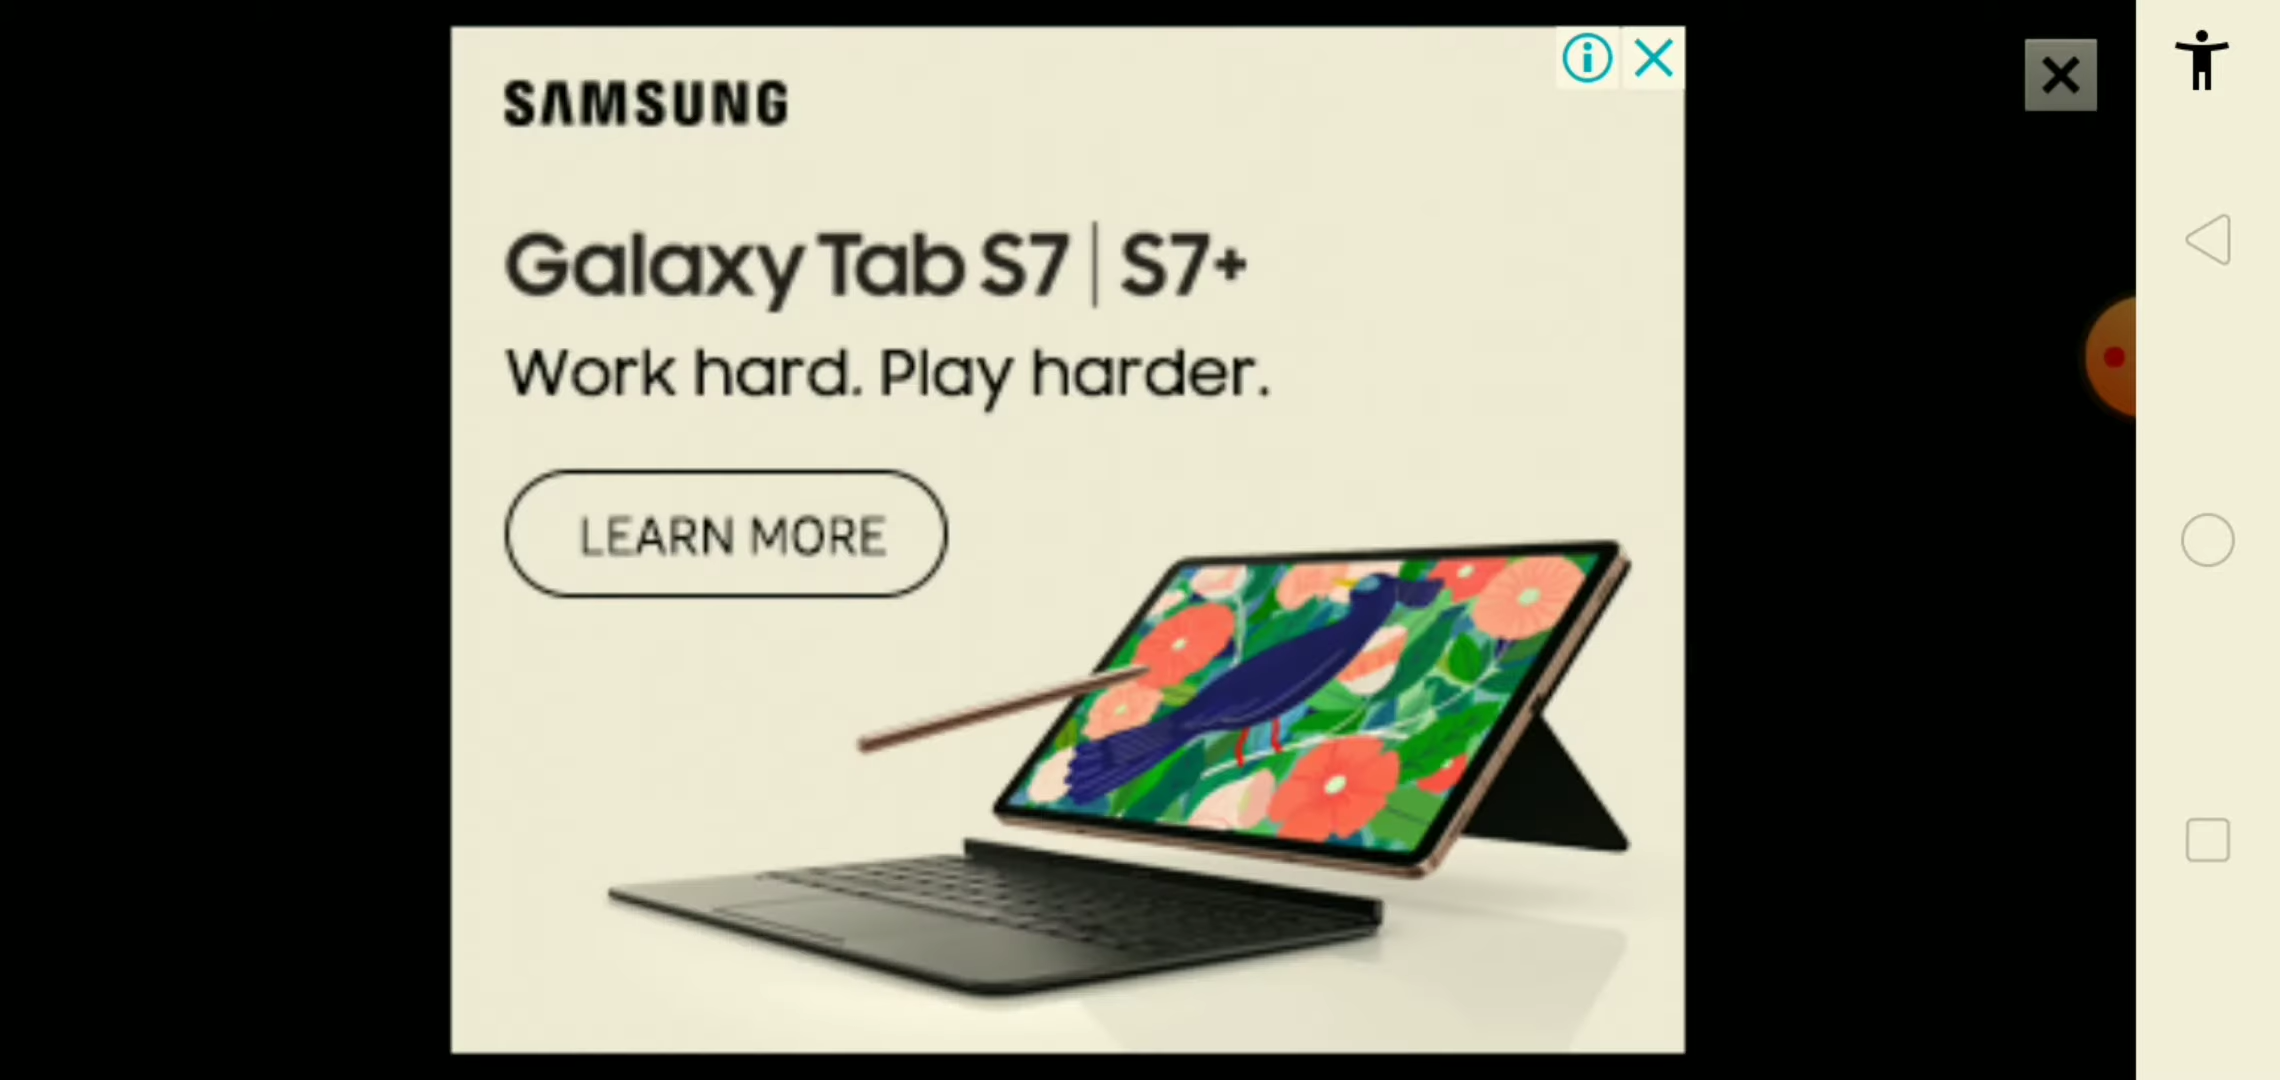 SAMSUNG
Galaxy Tab S7 | S7+
Work hard. Play harder.
LEARN MORE